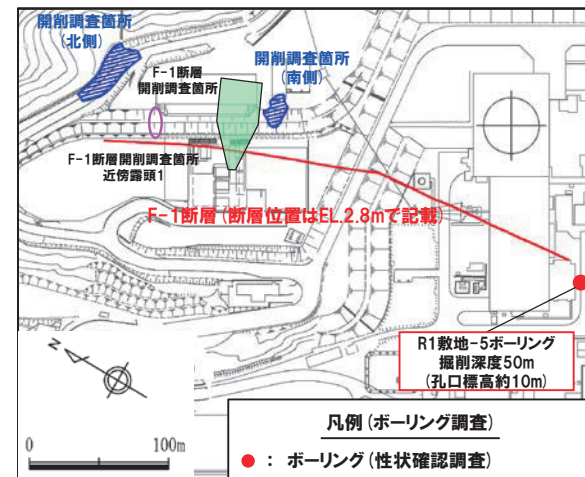 開削調査箇所
(北側)
F-1断層
開削調査箇所
開削調査箇所
(南側)
F-1断層開削調査箇所
近傍露頭1
F-1断層(断層位置はEL.2.8mで記載)
R1敷地-5ボーリング
掘削深度50m
(孔口標高約10m)
N
0 100m
凡例(ボーリング調査)
● : ボーリング(性状確認調査)